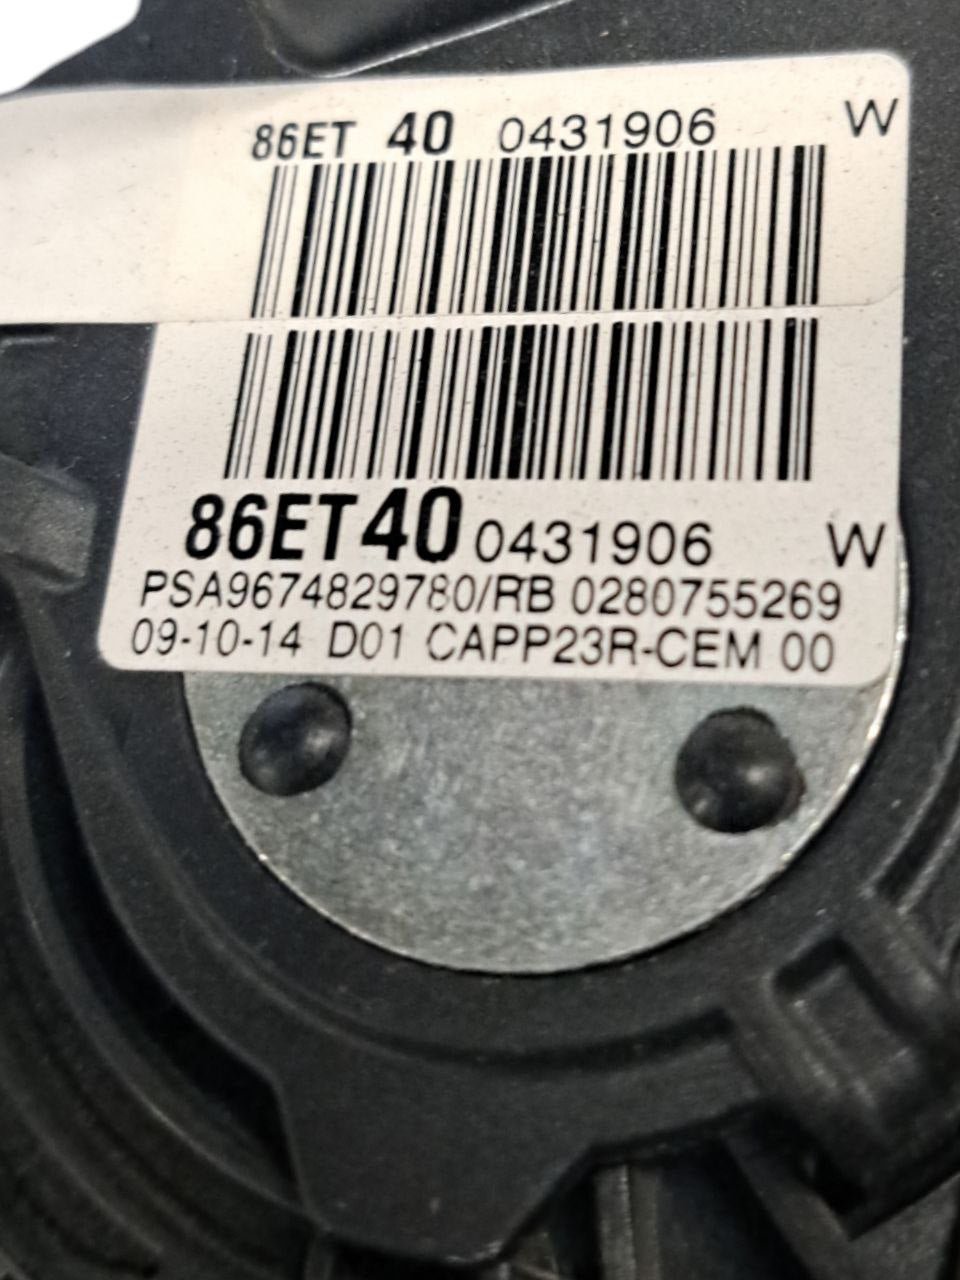 86ET 40 0431906 W
86ET40 0431906 W
PSA9674829780/RB 0280755269
09-10-14 D01 CAPP23R-CEM 00